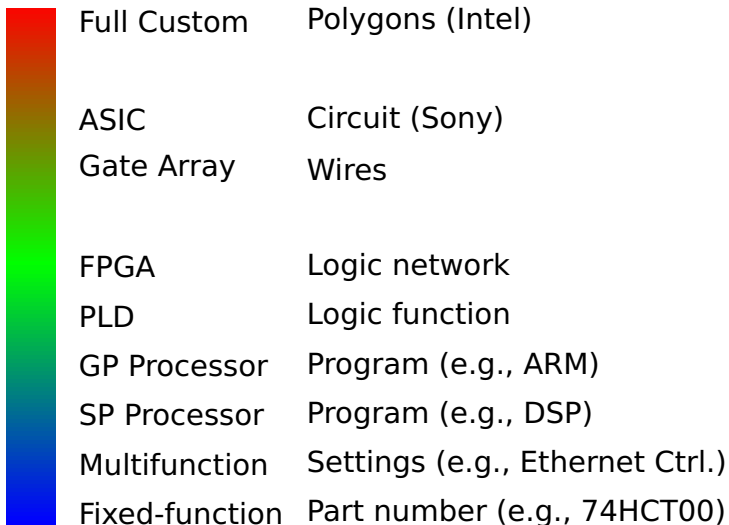 Full Custom Polygons (Intel)
ASIC Circuit (Sony)
Gate Array Wires
FPGA Logic network
PLD Logic function
GP Processor Program (e.g., ARM)
SP Processor Program (e.g., DSP)
Multifunction Settings (e.g., Ethernet Ctrl.)
Fixed-function Part number (e.g., 74HCT00)